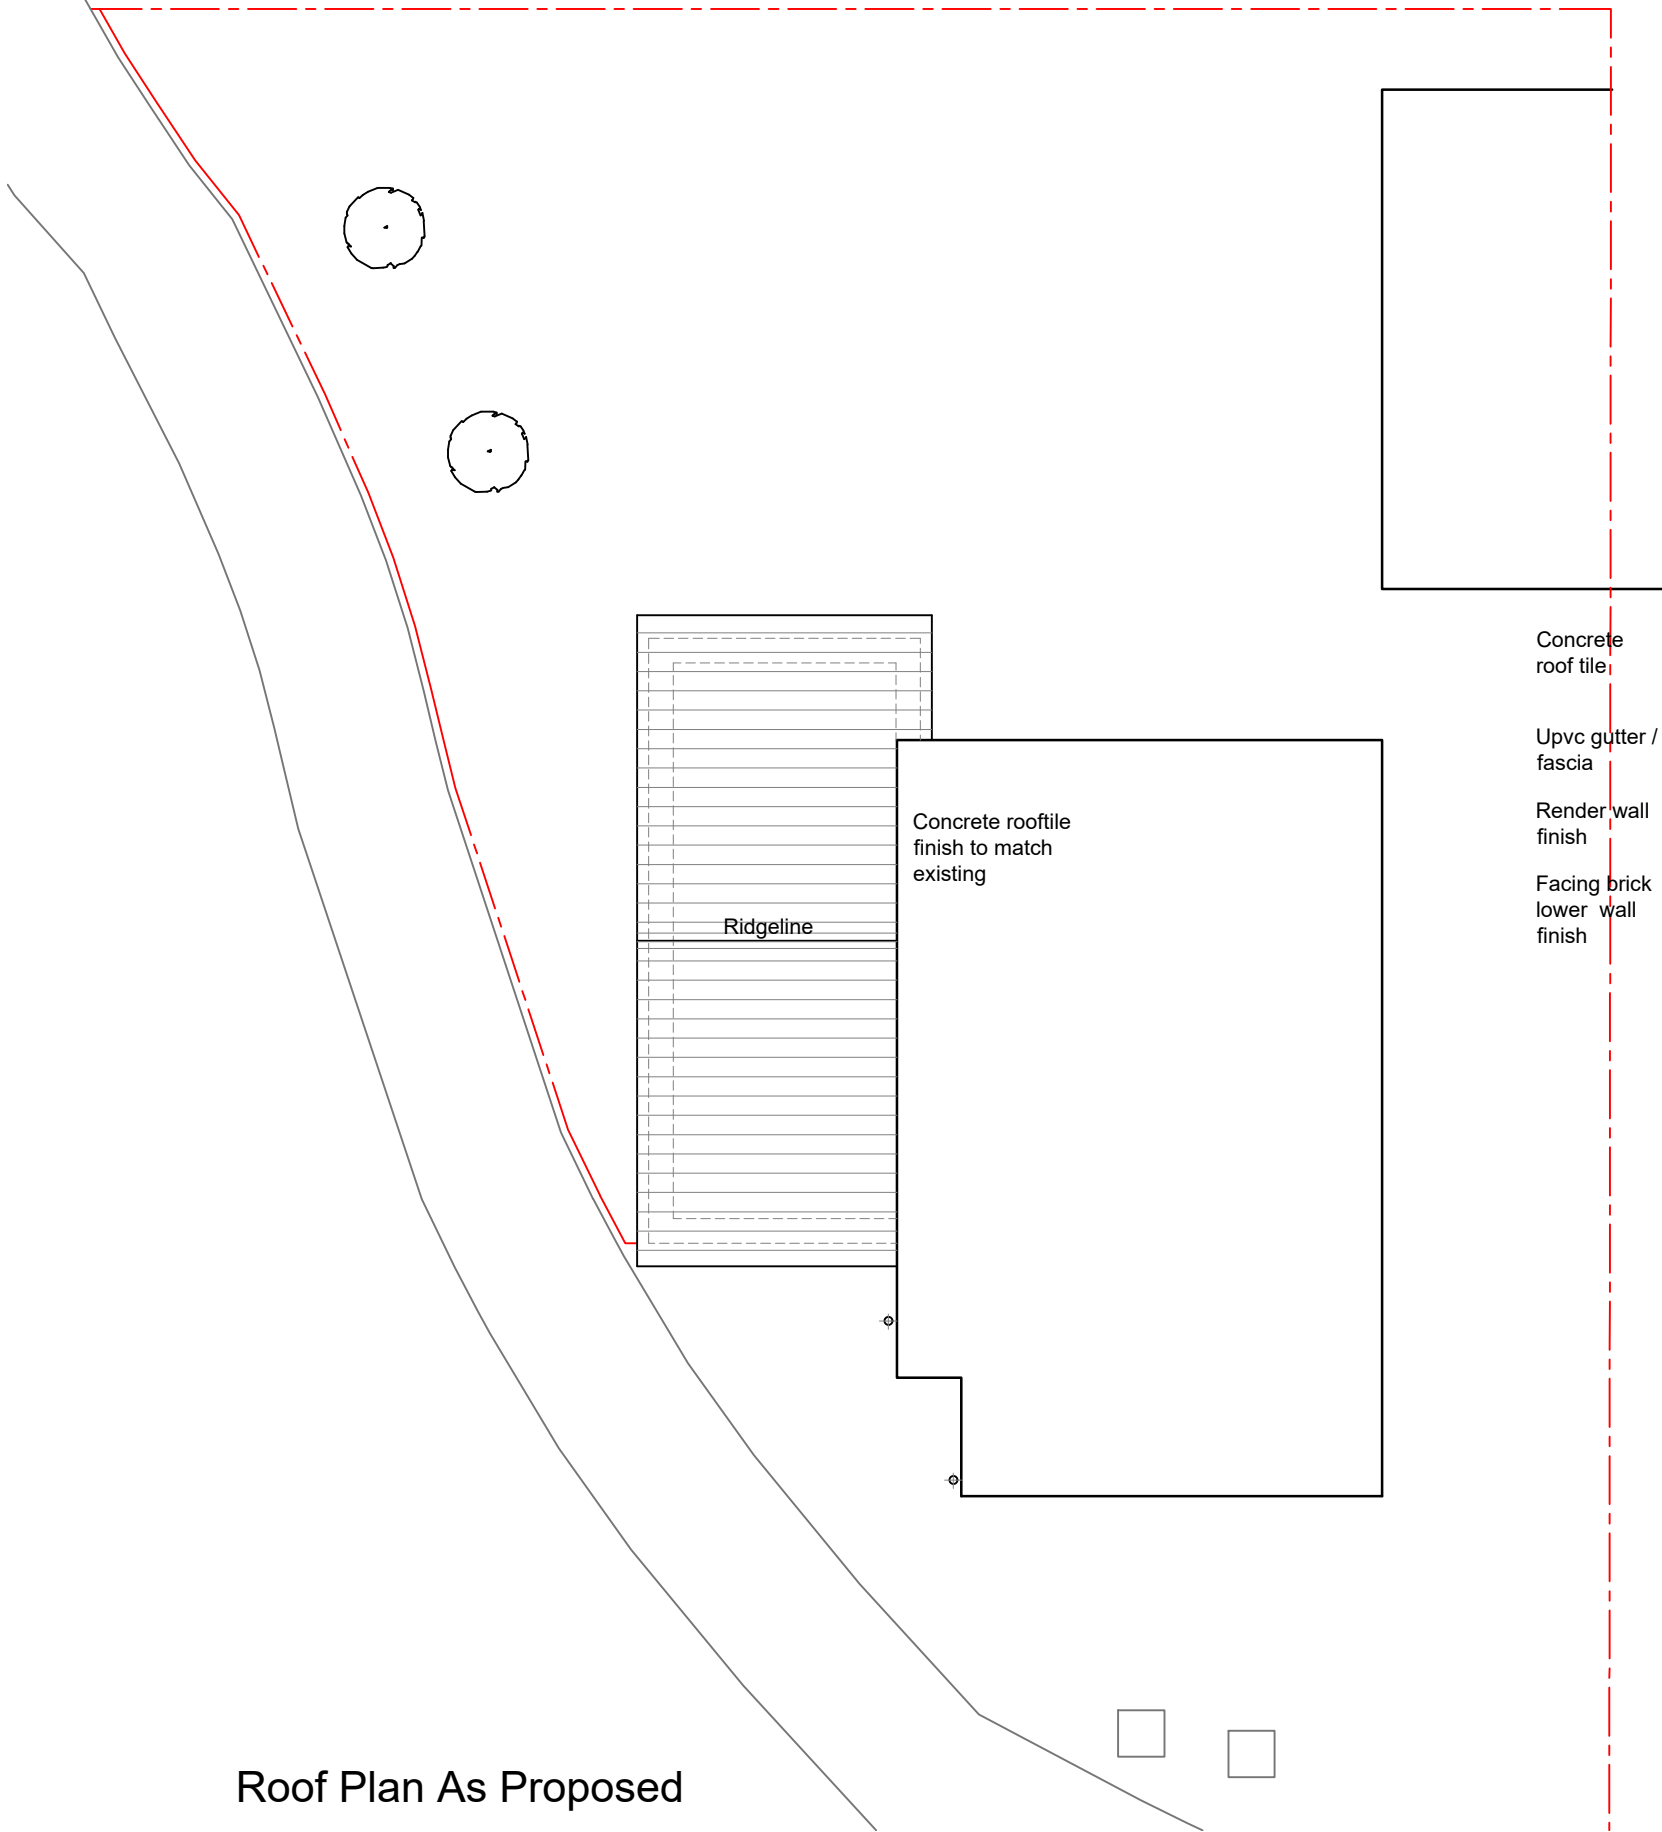 Concrete
roof tile
Upvc gutter /
fascia
Render wall
finish
Facing brick
lower wall
finish
Concrete rooftile
finish to match
existing
Ridgeline
Roof Plan As Proposed